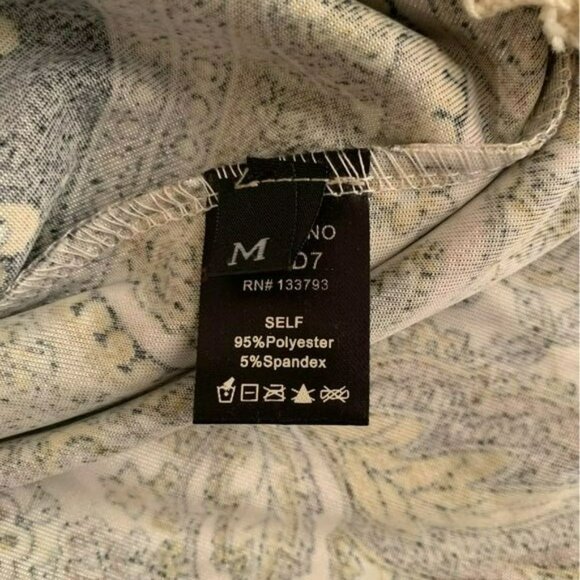 M
NO
D7
RN# 133793
SELF
95%Polyester
5%Spandex